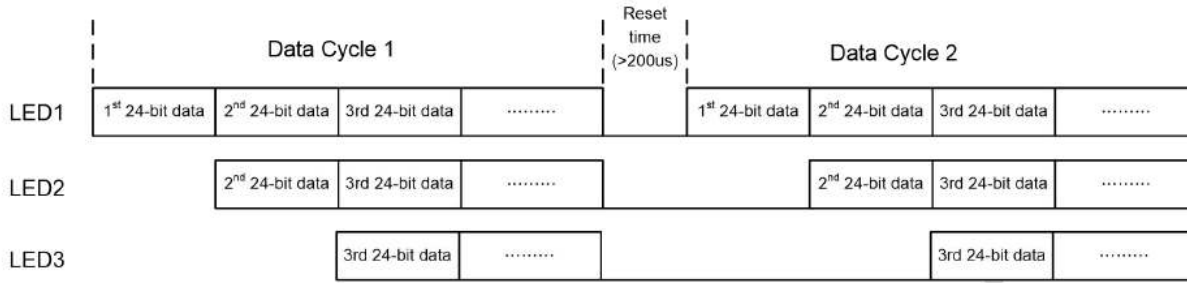 Data Cycle 1
Reset
time
(>200us)
Data Cycle 2
LED1 1st 24-bit data 2nd 24-bit data 3rd 24-bit data ......... 1st 24-bit data 2nd 24-bit data 3rd 24-bit data .........
LED2 2nd 24-bit data 3rd 24-bit data ......... 2nd 24-bit data 3rd 24-bit data .........
LED3 3rd 24-bit data ......... 3rd 24-bit data .........